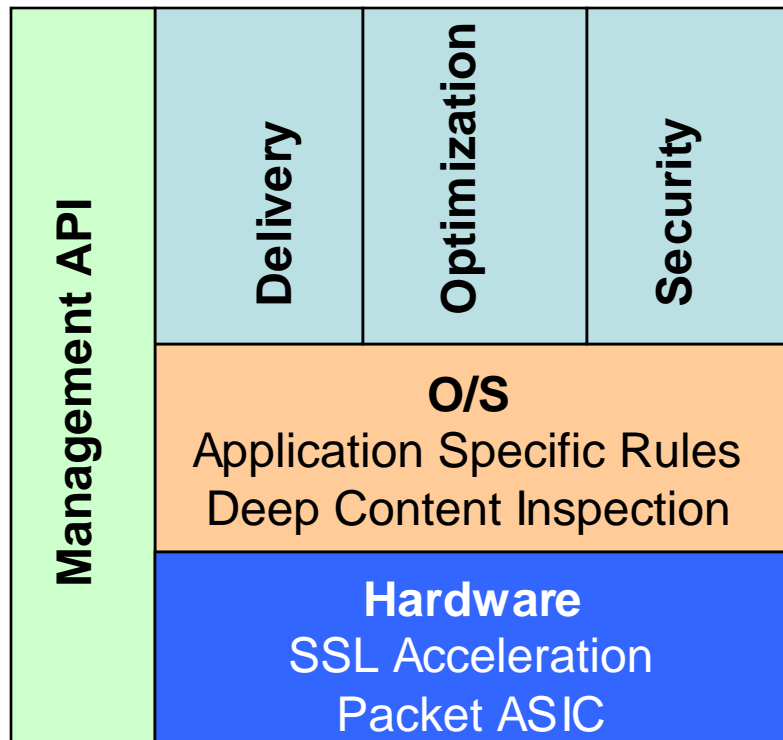 Management API
Delivery
Optimization
Security
O/S
Application Specific Rules
Deep Content Inspection
Hardware
SSL Acceleration
Packet ASIC